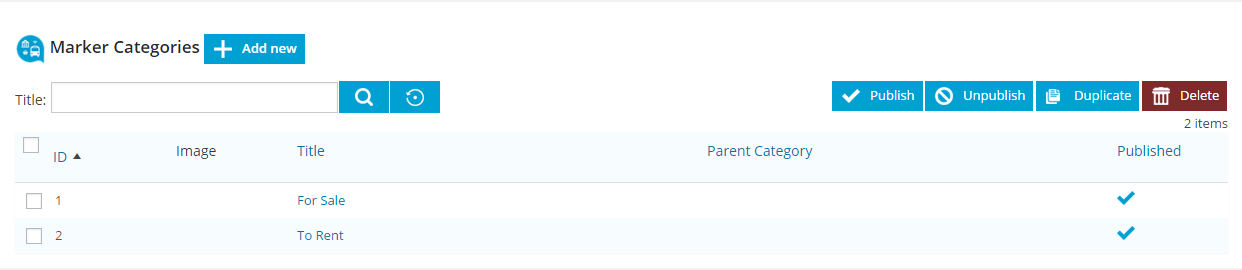 Marker Categories Add new
Title: Publish Unpublish Duplicate Delete
2 items
ID Image Title Parent Category Published
1 For Sale
2 To Rent